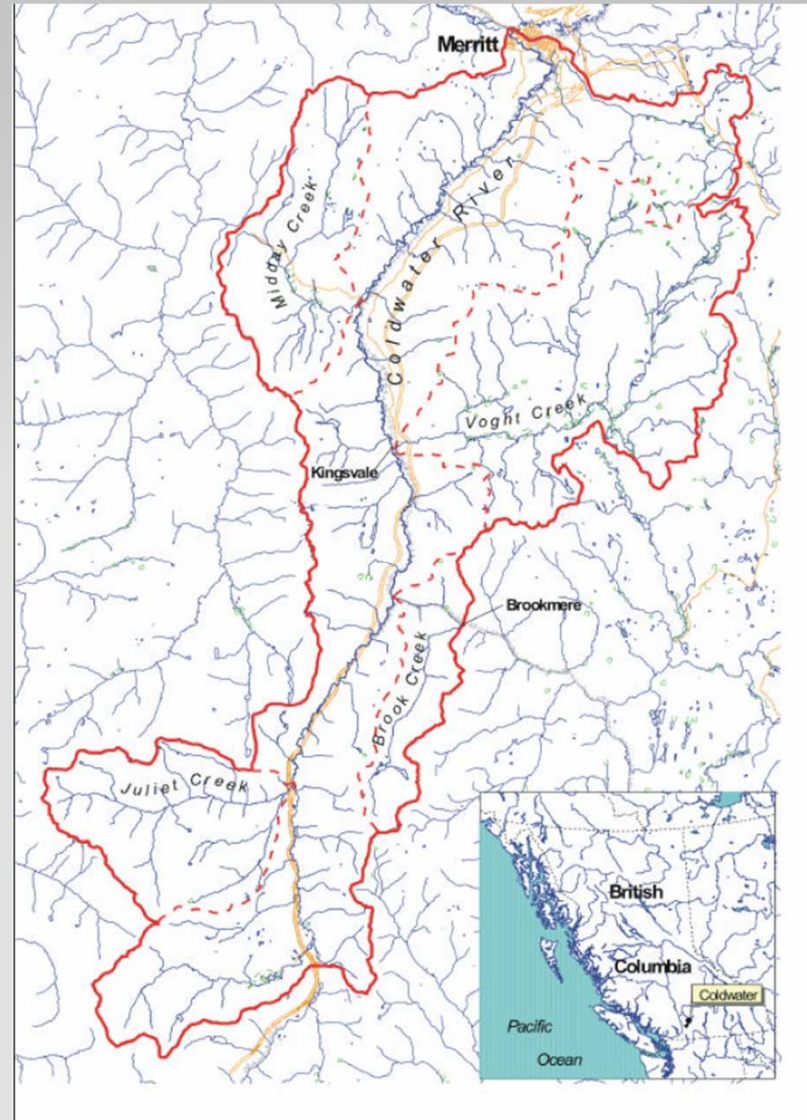 Merritt
Midday Creek
Coldwater River
Voght Creek
Kingsvale
Brookmere
Brook Creek
Juliet Creek
British
Columbia
Coldwater
Pacific
Ocean